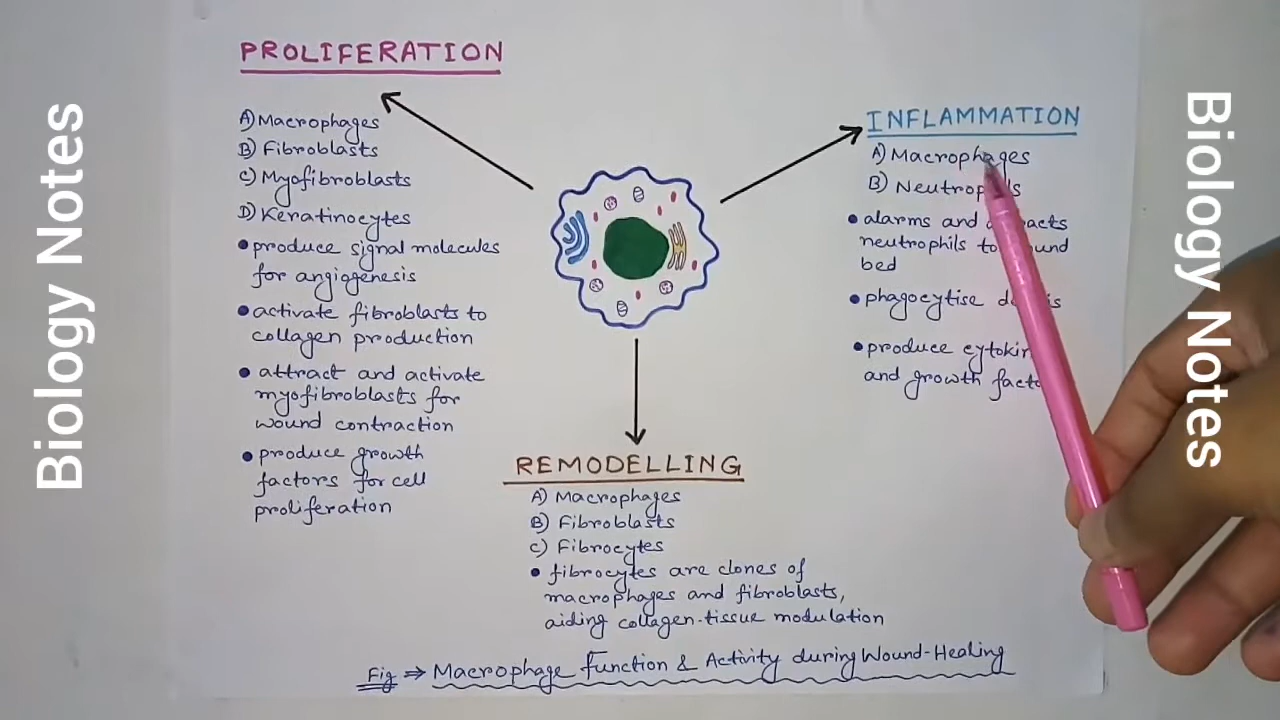 Biology Notes
PROLIFERATION
A) Macrophages
B) Fibroblasts
C) Myofibroblasts
D) Keratinocytes
• produce signal molecules
for angiogenesis
• activate fibroblasts to
collagen production
• attract and activate
myofibroblasts for
wound contraction
• produce growth
factors for cell
proliferation
INFLAMMATION
A) Macrophages
B)
• alarms and
neutrophils to
bed
• phagocytise
• produce
and growth
REMODELLING
A) Macrophages
B) Fibroblasts
C) Fibrocytes
• fibrocytes are clones of
macrophages and fibroblasts,
aiding collagen-tissue modulation
Fig ⇒ Macrophage function & Activity during Wound-Healing
Biology Notes